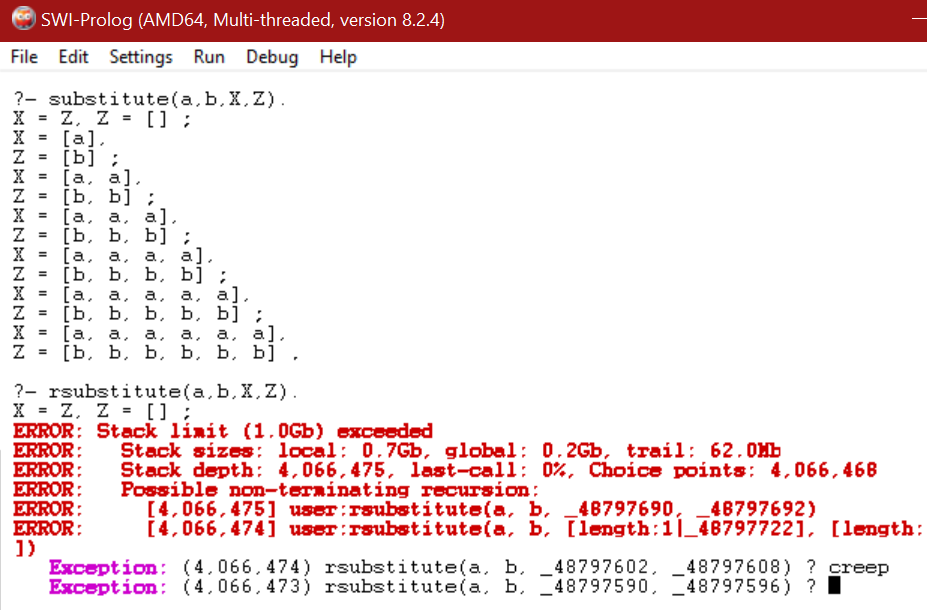 SWI-Prolog (AMD64, Multi-threaded, version 8.2.4)
File Edit Settings Run Debug Help
?- substitute(a,b,X,Z).
X = Z, Z = [] ;
X = [a],
Z = [b] ;
X = [a, a],
Z = [b, b] ;
X = [a, a, a],
Z = [b, b, b] ;
X = [a, a, a, a],
Z = [b, b, b, b] ;
X = [a, a, a, a, a],
Z = [b, b, b, b, b] ;
X = [a, a, a, a, a, a],
Z = [b, b, b, b, b, b] .
?- rsubstitute(a,b,X,Z).
X = Z, Z = [] ;
ERROR: Stack limit (1.0Gb) exceeded
ERROR:   Stack sizes: local: 0.7Gb, global: 0.2Gb, trail: 62.0Mb
ERROR:   Stack depth: 4,066,475, last-call: 0%, Choice points: 4,066,468
ERROR:   Possible non-terminating recursion:
ERROR:     [4,066,475] user:rsubstitute(a, b, _48797690, _48797692)
ERROR:     [4,066,474] user:rsubstitute(a, b, [length:1|_48797722], [length:
])
Exception: (4,066,474) rsubstitute(a, b, _48797602, _48797608) ? creep
Exception: (4,066,473) rsubstitute(a, b, _48797590, _48797596) ?